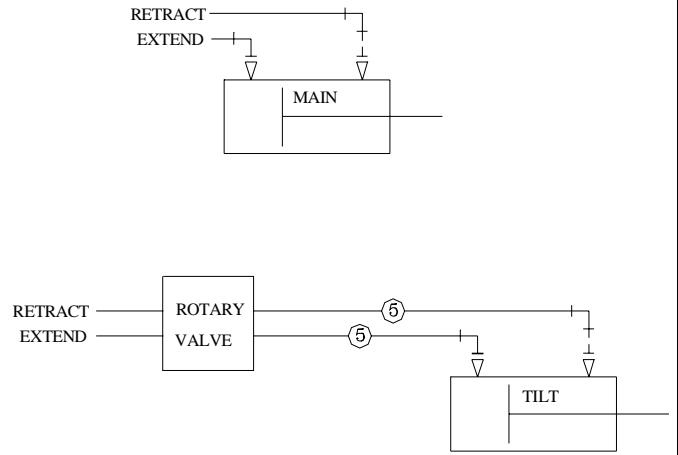 RETRACT
EXTEND
MAIN
RETRACT
EXTEND
ROTARY
VALVE
5
5
TILT